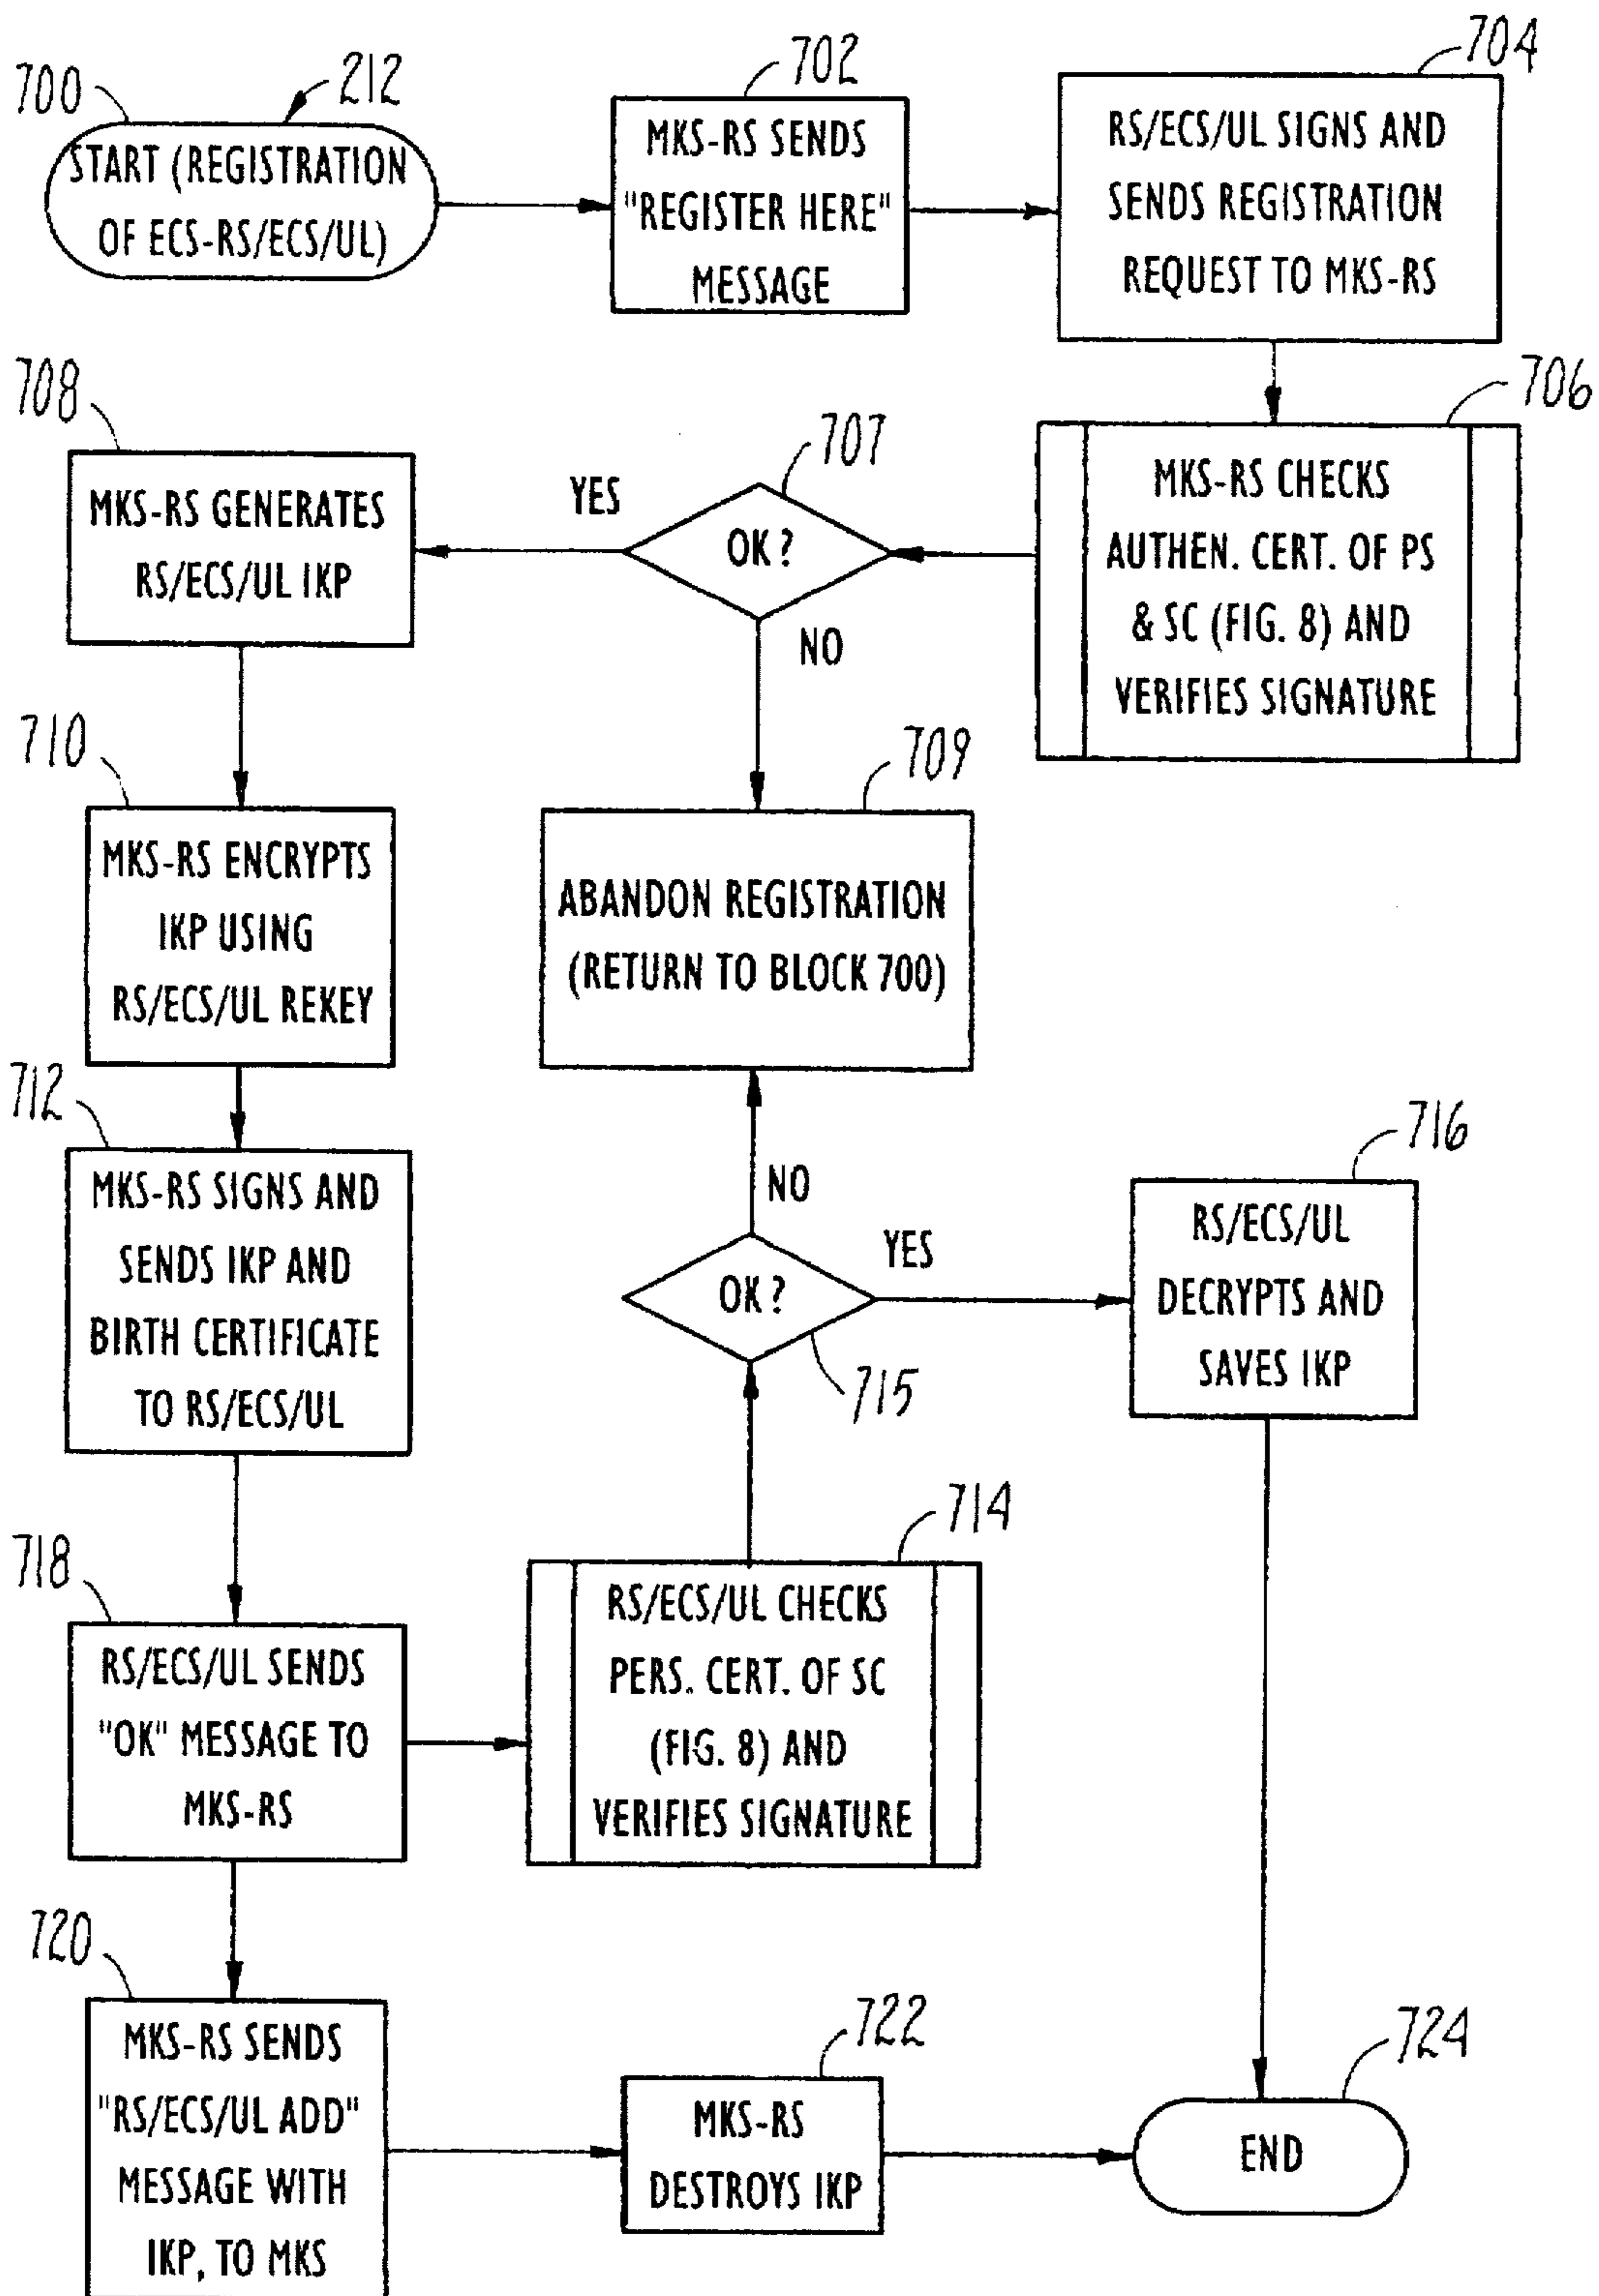 700
212
START (REGISTRATION
OF ECS-RS/ECS/UL)
702
MKS-RS SENDS
"REGISTER HERE"
MESSAGE
704
RS/ECS/UL SIGNS AND
SENDS REGISTRATION
REQUEST TO MKS-RS
706
MKS-RS CHECKS
AUTHEN. CERT. OF PS
& SC (FIG. 8) AND
VERIFIES SIGNATURE
707
OK?
YES
NO
708
MKS-RS GENERATES
RS/ECS/UL IKP
709
ABANDON REGISTRATION
(RETURN TO BLOCK 700)
710
MKS-RS ENCRYPTS
IKP USING
RS/ECS/UL REKEY
712
MKS-RS SIGNS AND
SENDS IKP AND
BIRTH CERTIFICATE
TO RS/ECS/UL
718
RS/ECS/UL SENDS
"OK" MESSAGE TO
MKS-RS
714
RS/ECS/UL CHECKS
PERS. CERT. OF SC
(FIG. 8) AND
VERIFIES SIGNATURE
NO
OK?
YES
715
716
RS/ECS/UL
DECRYPTS AND
SAVES IKP
720
MKS-RS SENDS
"RS/ECS/UL ADD"
MESSAGE WITH
IKP, TO MKS
722
MKS-RS
DESTROYS IKP
724
END